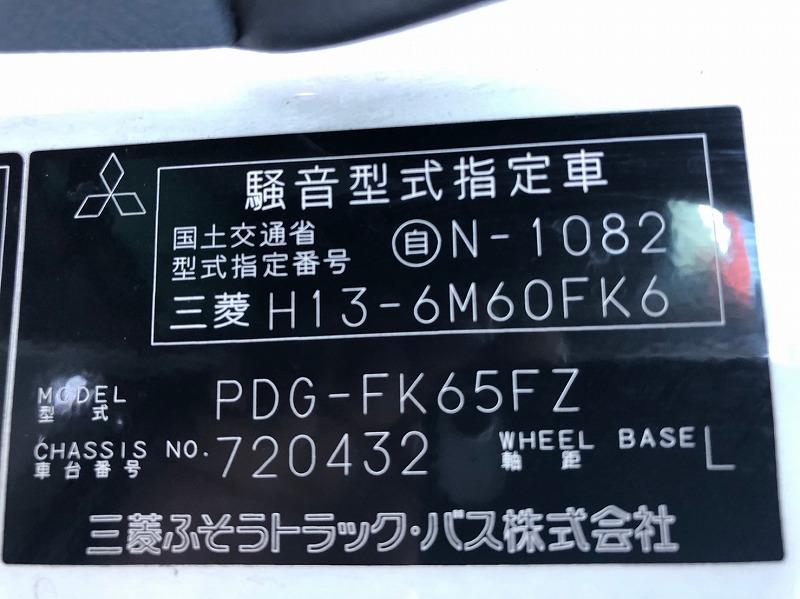 騒音型式指定車
国土交通省
型式指定番号 自 N-1082
三菱 H13-6M60FK6
MODEL
型式 PDG-FK65FZ
CHASSIS NO. 720432 WHEEL BASE L
車台番号 軸距
三菱ふそうトラック・バス株式会社